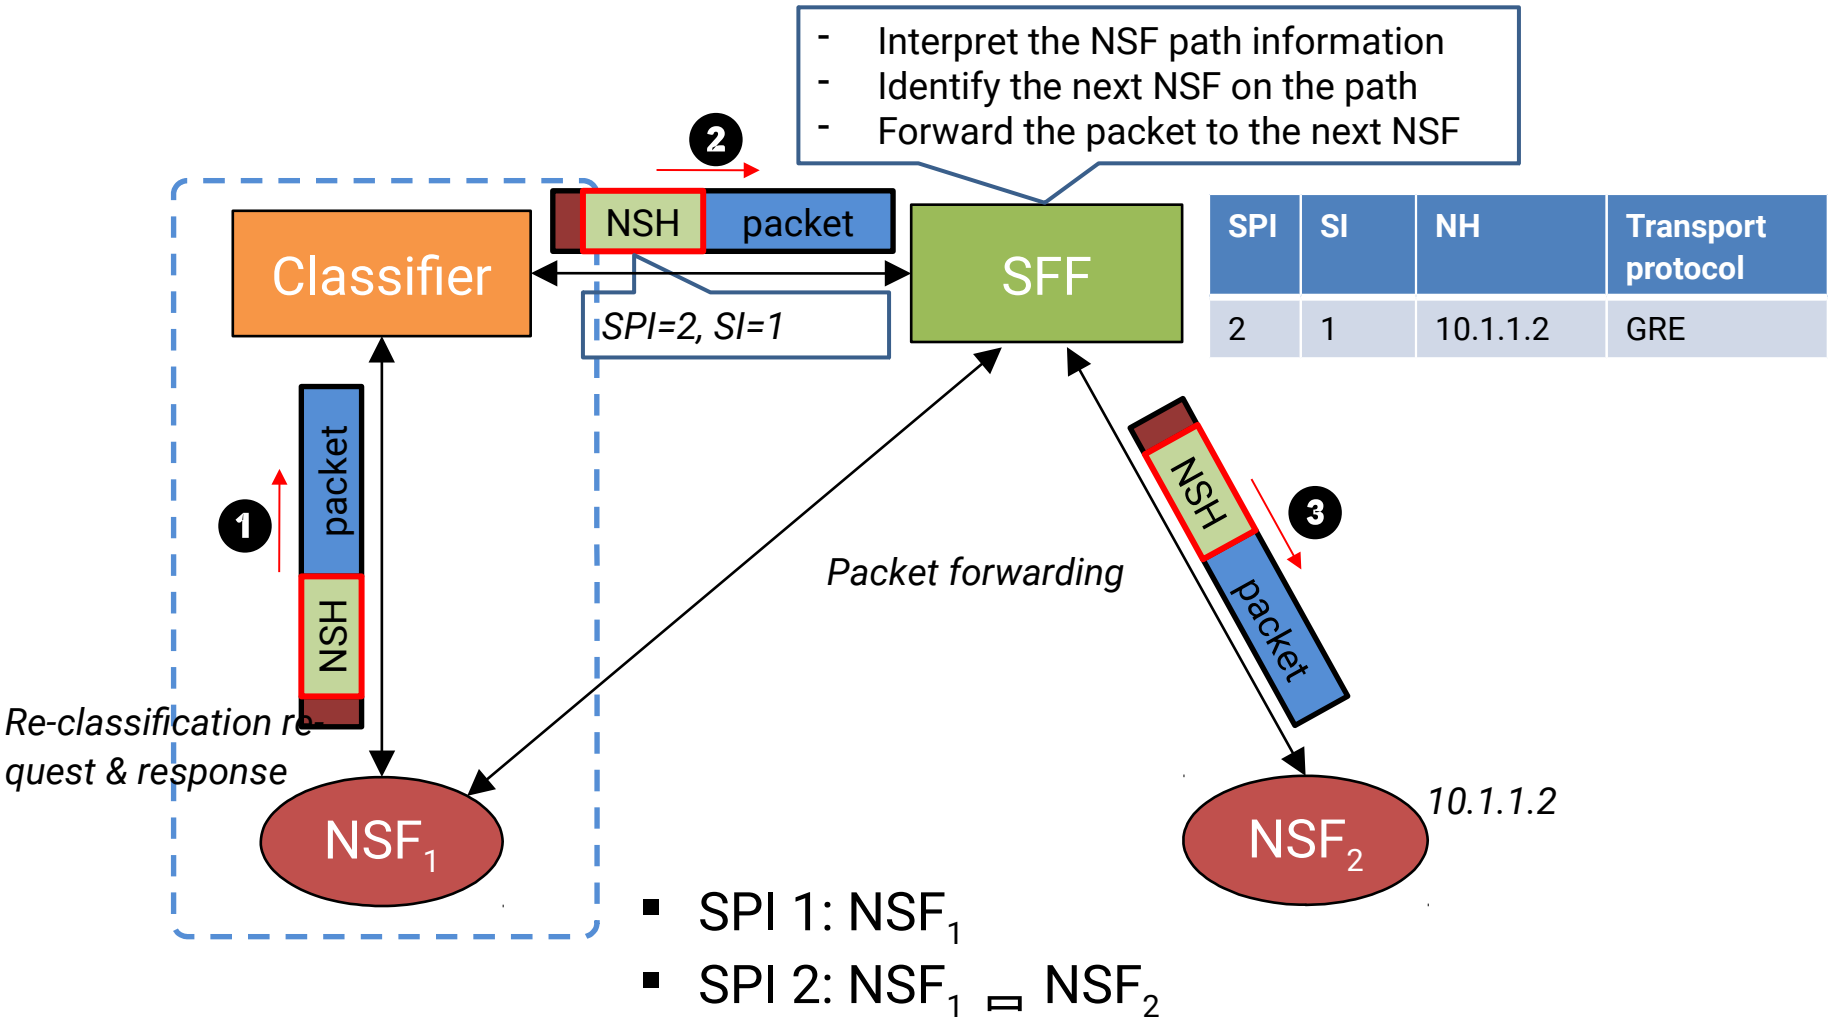 - Interpret the NSF path information
- Identify the next NSF on the path
- Forward the packet to the next NSF
2
NSH packet
Classifier
SFF
SPI=2, SI=1
SPI SI NH Transport protocol
2 1 10.1.1.2 GRE
packet
NSH
1
NSH
packet
3
Packet forwarding
Re-classification re-
quest & response
NSF1
NSF2
10.1.1.2
▪ SPI 1: NSF1
▪ SPI 2: NSF1 NSF2